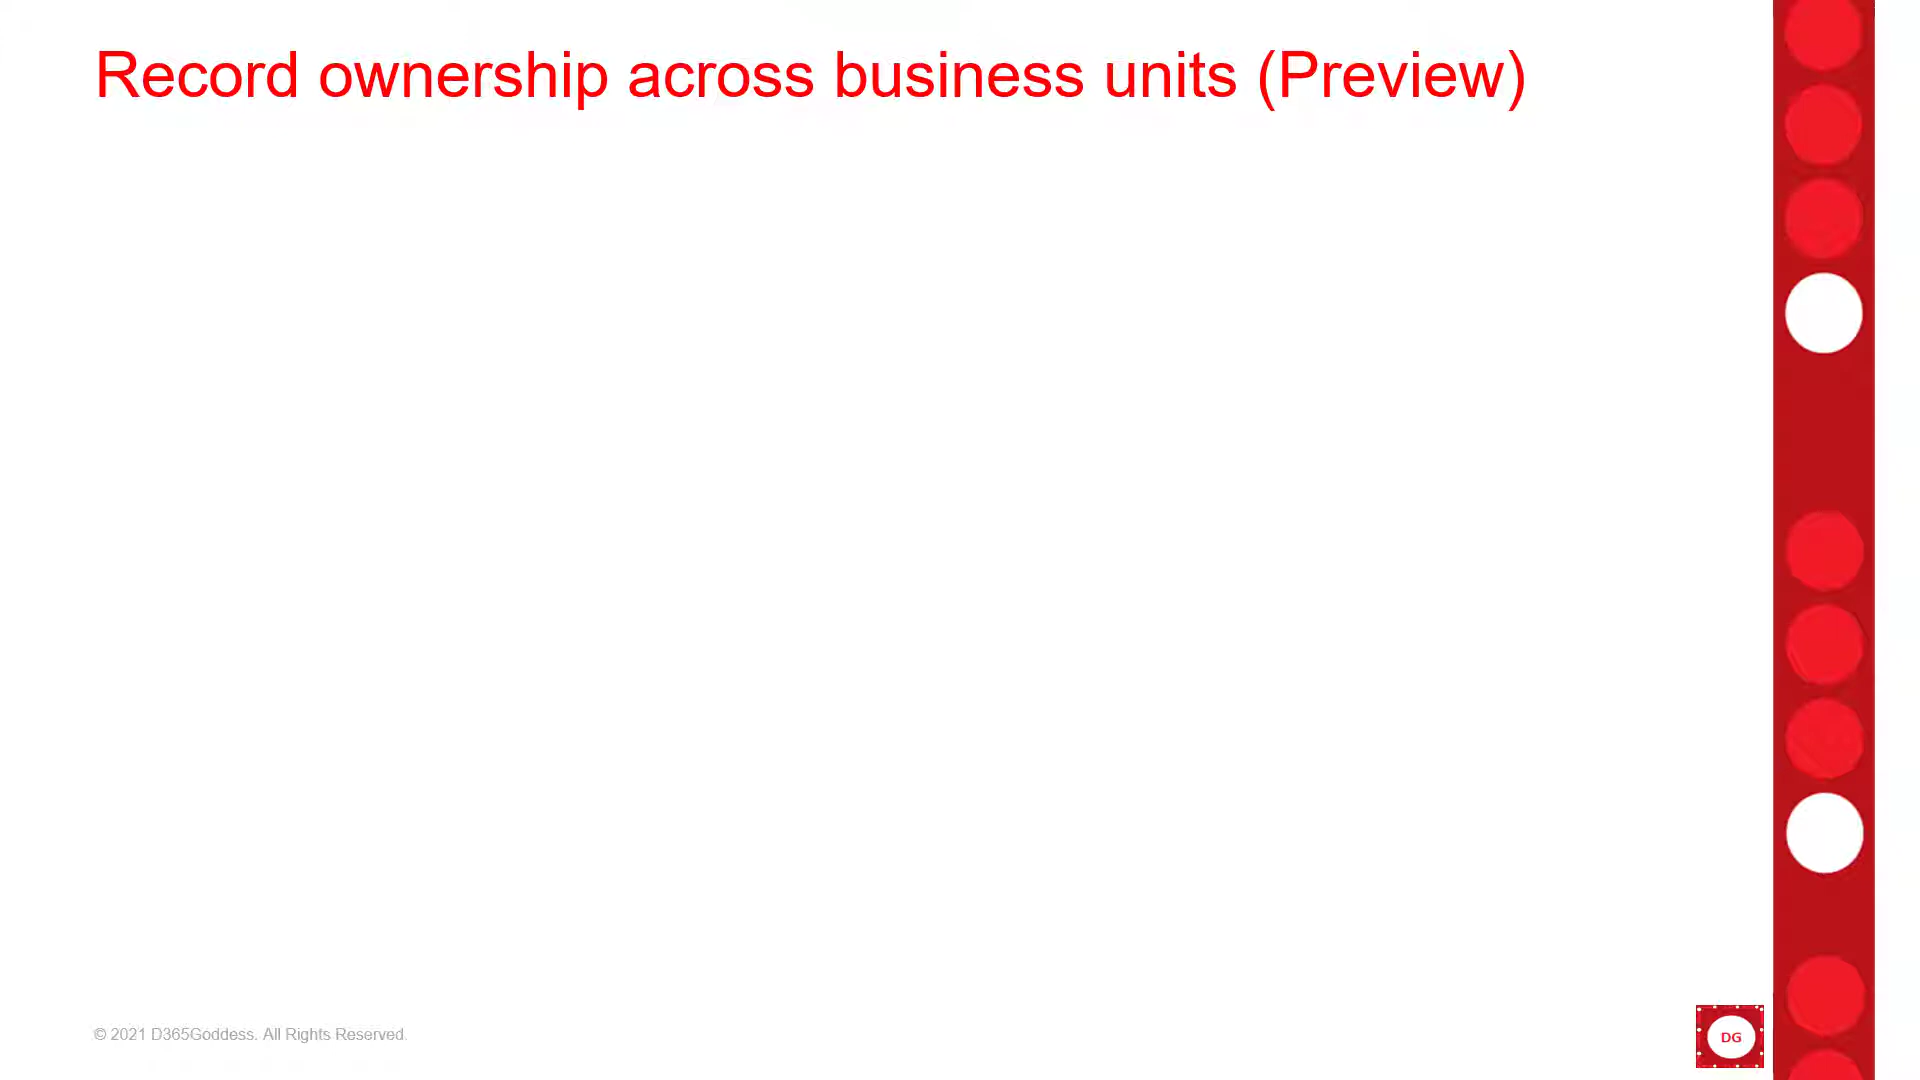 Record ownership across business units (Preview)
© 2021 D365Goddess. All Rights Reserved.
DG